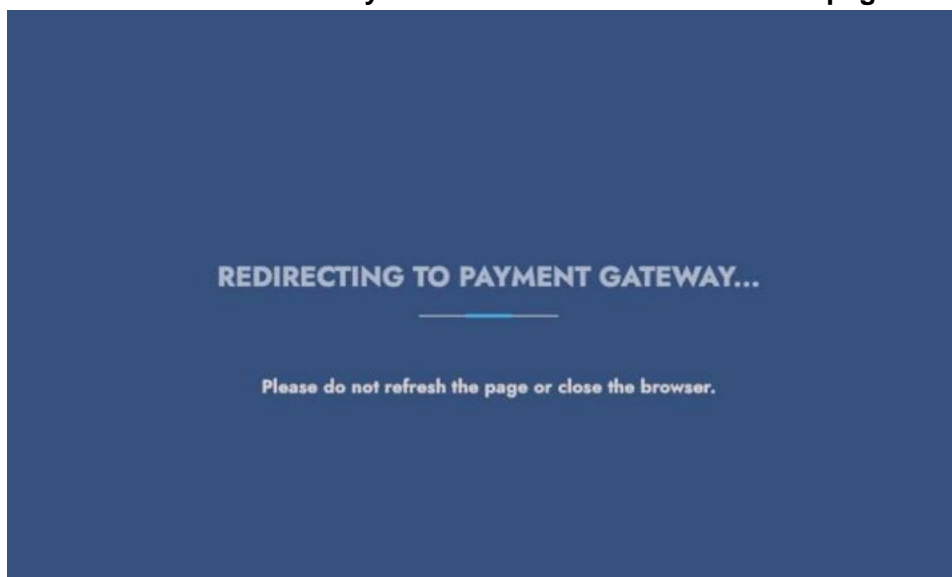 REDIRECTING TO PAYMENT GATEWAY...
Please do not refresh the page or close the browser.